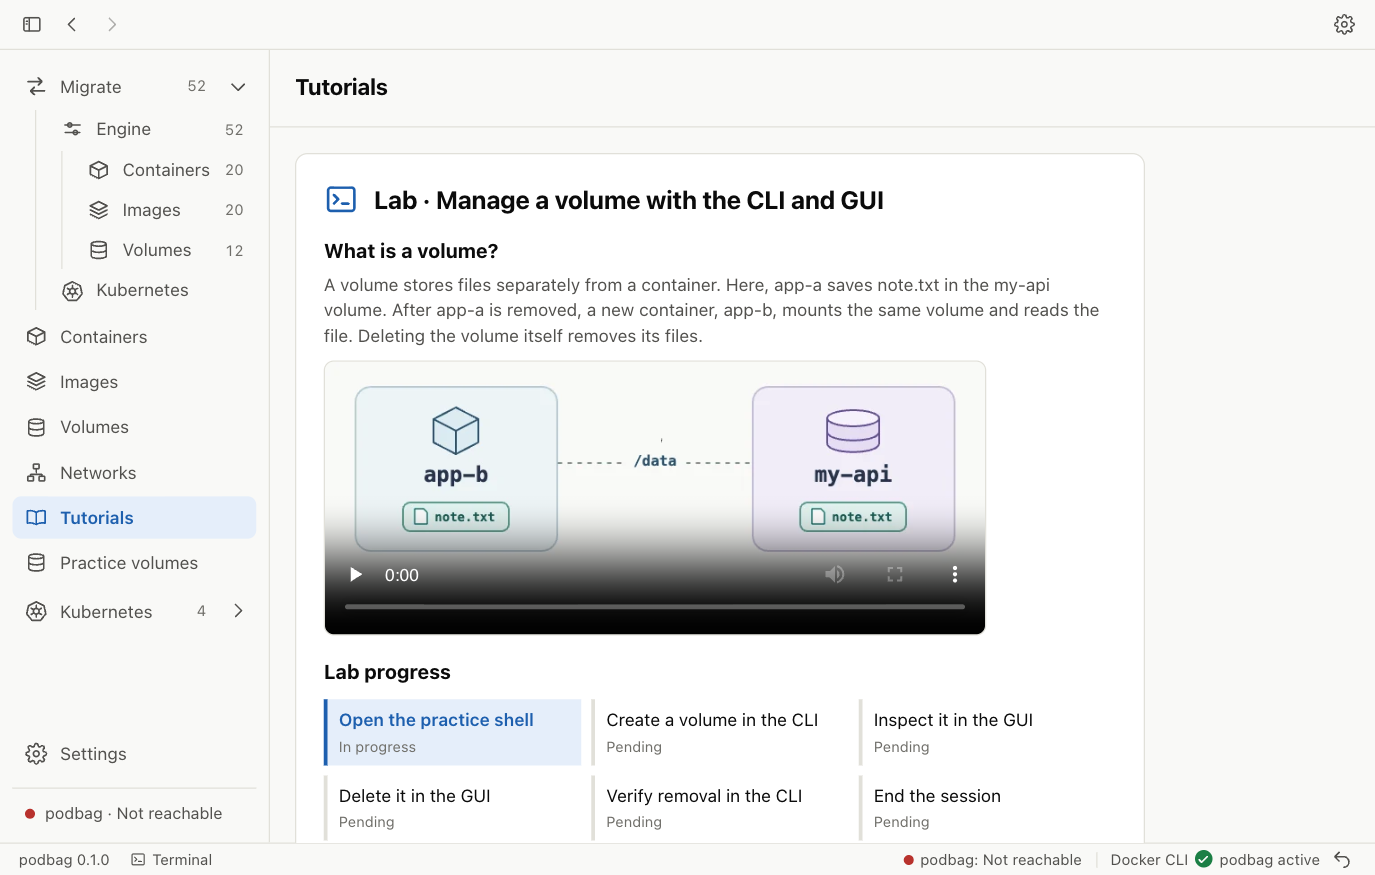 Migrate 52
Engine 52
Containers 20
Images 20
Volumes 12
Kubernetes
Containers
Images
Volumes
Networks
Tutorials
Practice volumes
Kubernetes 4
Settings
podbag · Not reachable
Tutorials
Lab · Manage a volume with the CLI and GUI
What is a volume?
A volume stores files separately from a container. Here, app-a saves note.txt in the my-api
volume. After app-a is removed, a new container, app-b, mounts the same volume and reads the
file. Deleting the volume itself removes its files.
app-b
note.txt
/data
my-api
note.txt
0:00
Lab progress
Open the practice shell
In progress
Create a volume in the CLI
Pending
Inspect it in the GUI
Pending
Delete it in the GUI
Pending
Verify removal in the CLI
Pending
End the session
Pending
podbag 0.1.0 Terminal
podbag: Not reachable Docker CLI podbag active